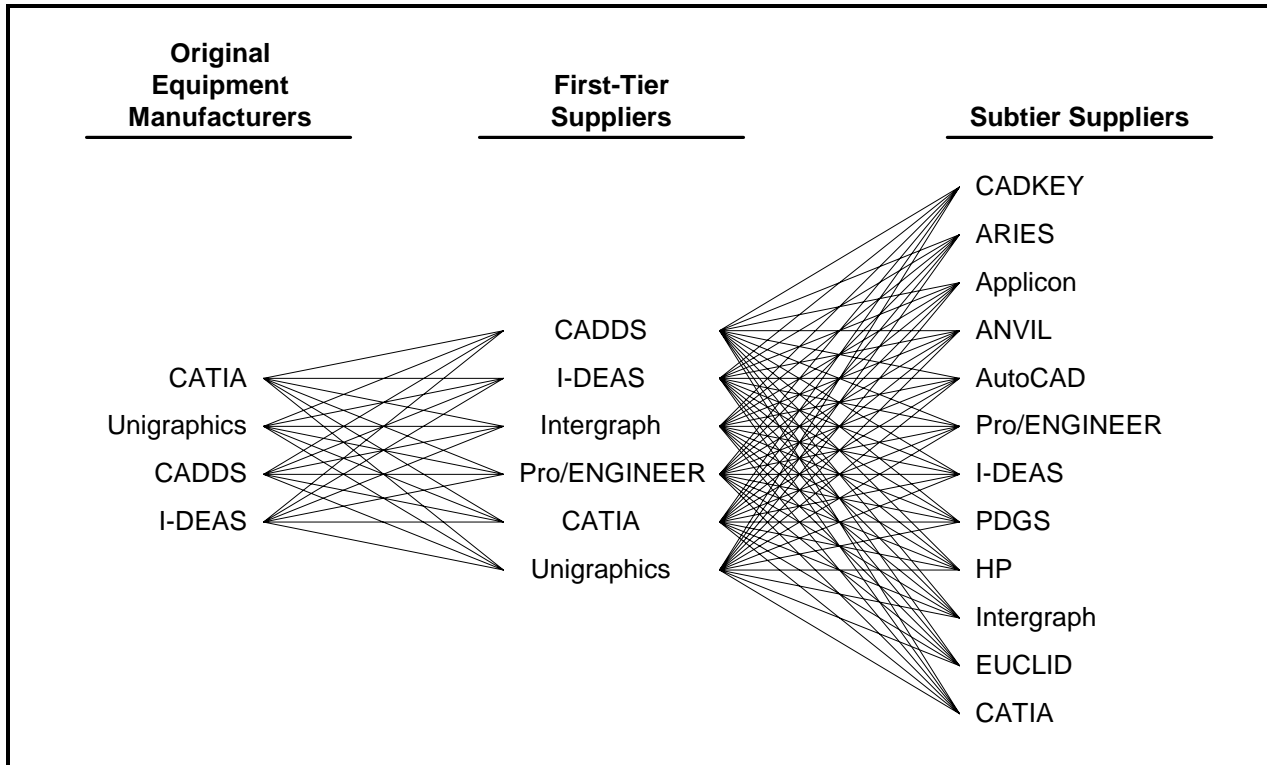 Original
Equipment
Manufacturers
First-Tier
Suppliers
Subtier Suppliers
CATIA
Unigraphics
CADDS
I-DEAS
CADDS
I-DEAS
Intergraph
Pro/ENGINEER
CATIA
Unigraphics
CADKEY
ARIES
Applicon
ANVIL
AutoCAD
Pro/ENGINEER
I-DEAS
PDGS
HP
Intergraph
EUCLID
CATIA